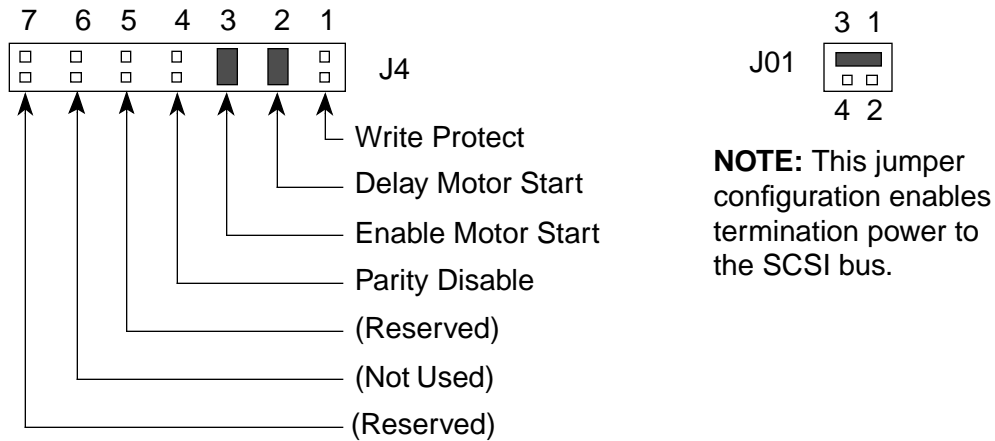 7 6 5 4 3 2 1
J4
Write Protect
Delay Motor Start
Enable Motor Start
Parity Disable
(Reserved)
(Not Used)
(Reserved)
3 1
J01
4 2
NOTE: This jumper
configuration enables
termination power to
the SCSI bus.